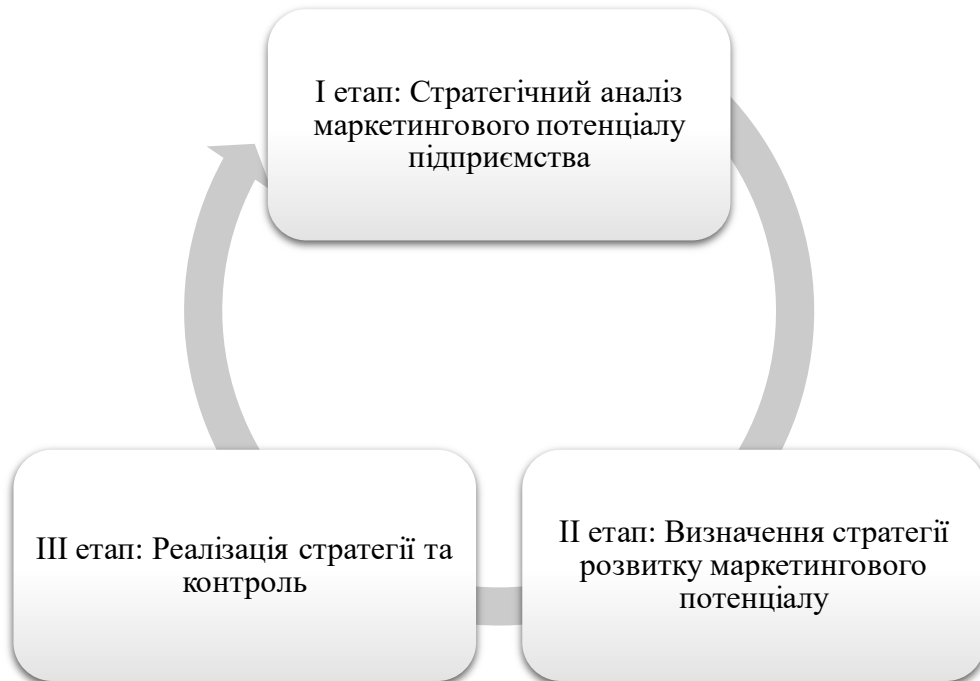 І етап: Стратегічний аналіз
маркетингового потенціалу
підприємства
ІІІ етап: Реалізація стратегії та
контроль
ІІ етап: Визначення стратегії
розвитку маркетингового
потенціалу